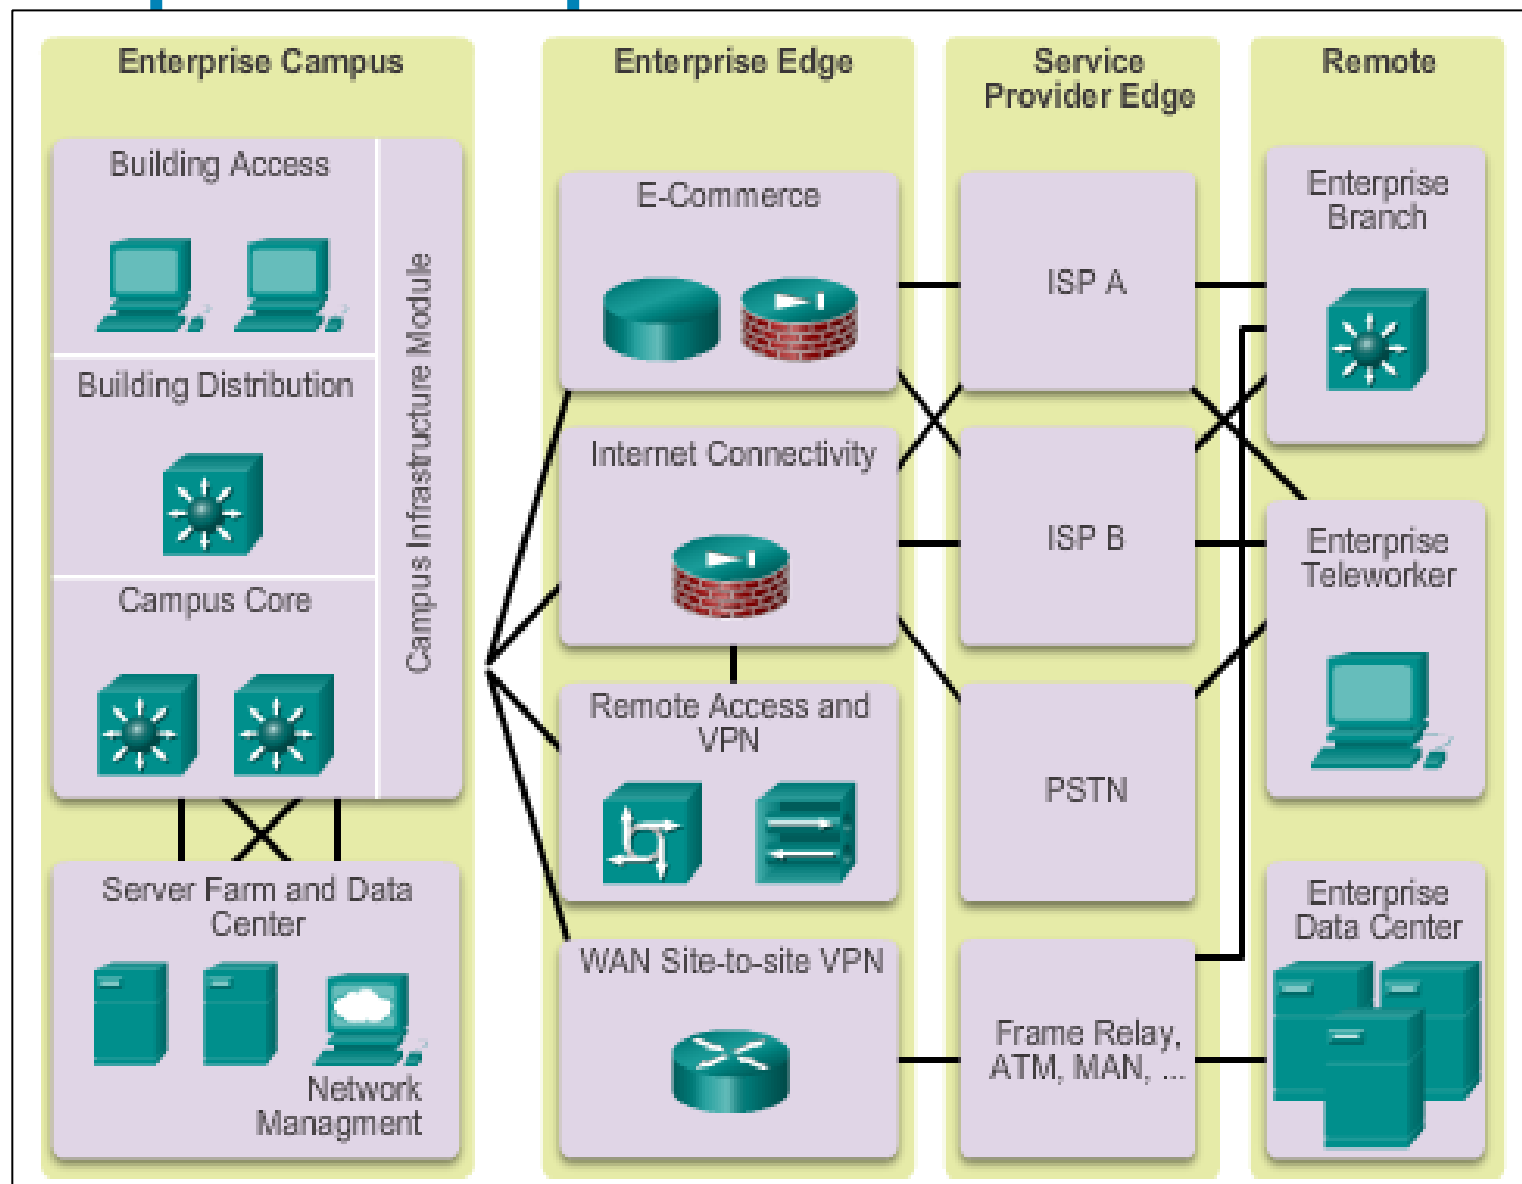 Enterprise Campus
Building Access
Building Distribution
Campus Core
Campus Infrastructure Module
Server Farm and Data
Center
Network
Managment
Enterprise Edge
E-Commerce
Internet Connectivity
Remote Access and
VPN
WAN Site-to-site VPN
Service
Provider Edge
ISP A
ISP B
PSTN
Frame Relay,
ATM, MAN, ...
Remote
Enterprise
Branch
Enterprise
Teleworker
Enterprise
Data Center